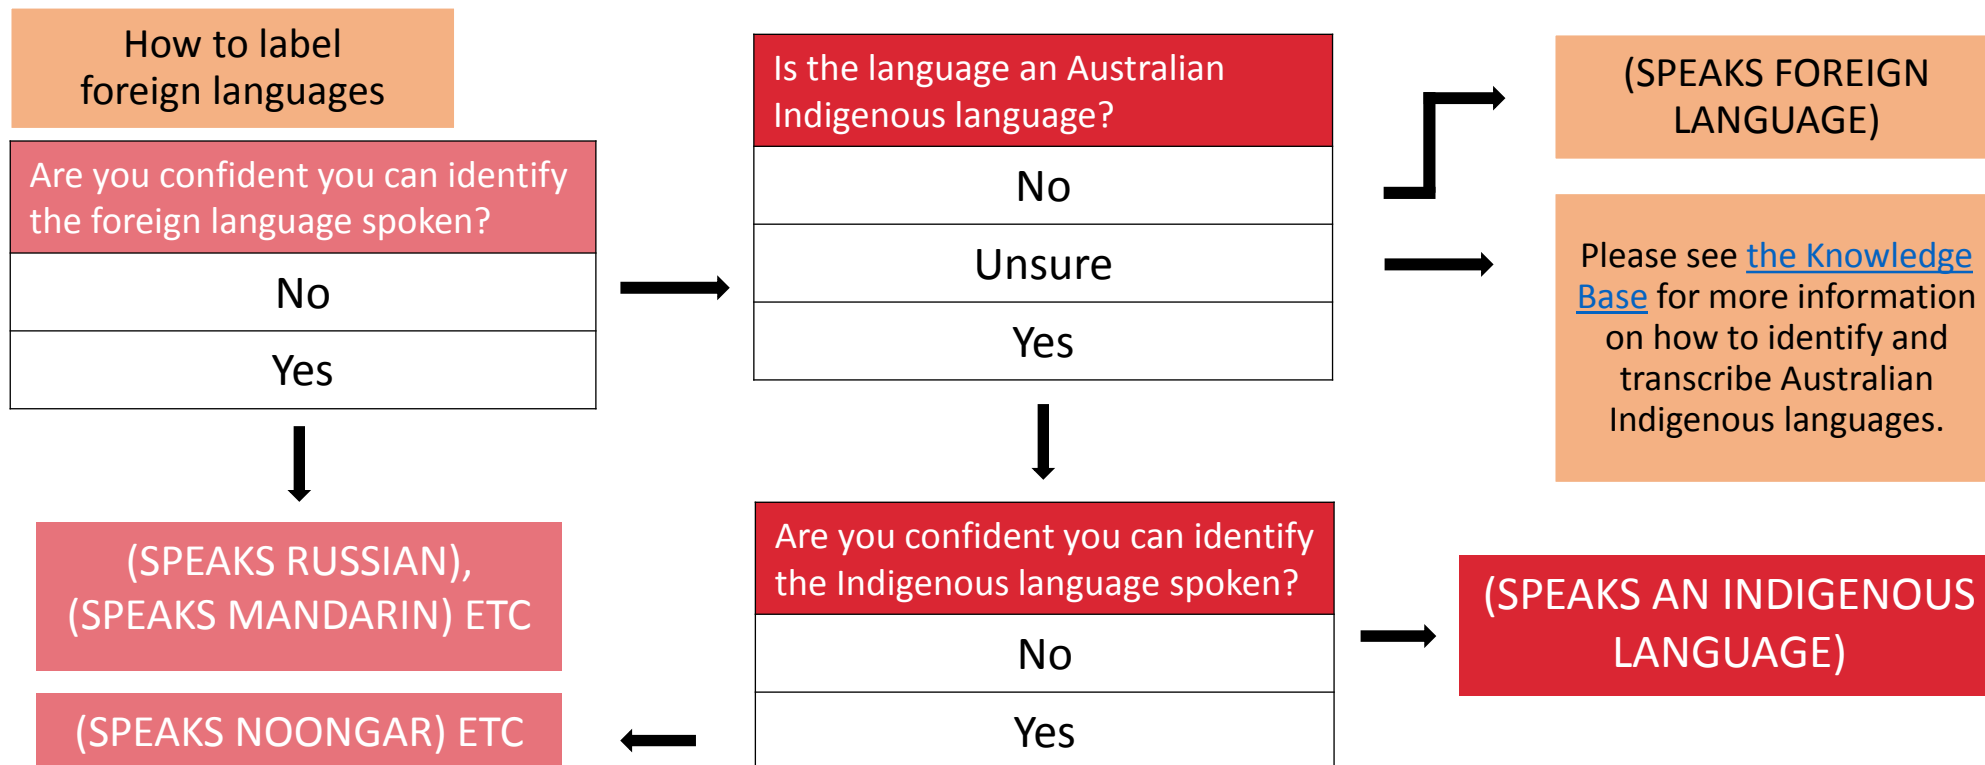 How to label
foreign languages
Are you confident you can identify
the foreign language spoken?
No
Yes
(SPEAKS RUSSIAN),
(SPEAKS MANDARIN) ETC
(SPEAKS NOONGAR) ETC
Is the language an Australian
Indigenous language?
No
Unsure
Yes
Are you confident you can identify
the Indigenous language spoken?
No
Yes
(SPEAKS FOREIGN
LANGUAGE)
Please see the Knowledge
Base for more information
on how to identify and
transcribe Australian
Indigenous languages.
(SPEAKS AN INDIGENOUS
LANGUAGE)